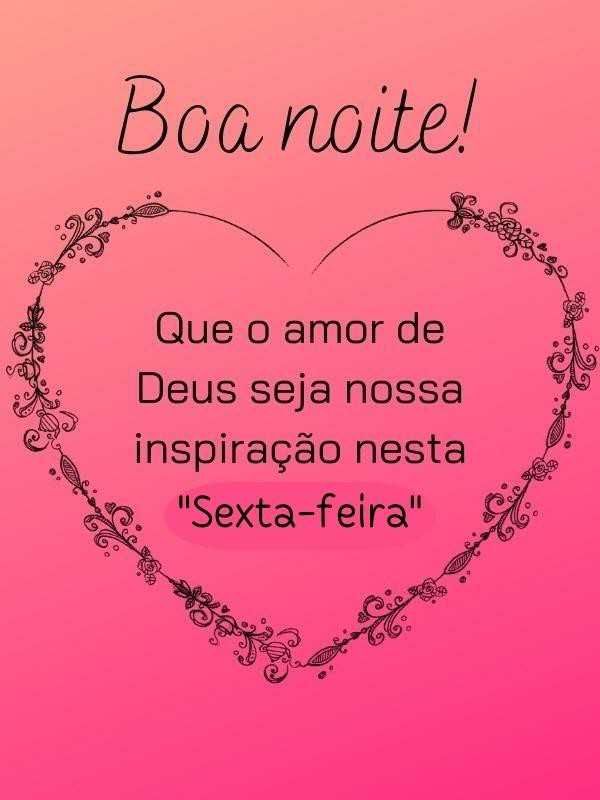 Boa noite!
Que o amor de
Deus seja nossa
inspiração nesta
"Sexta-feira"